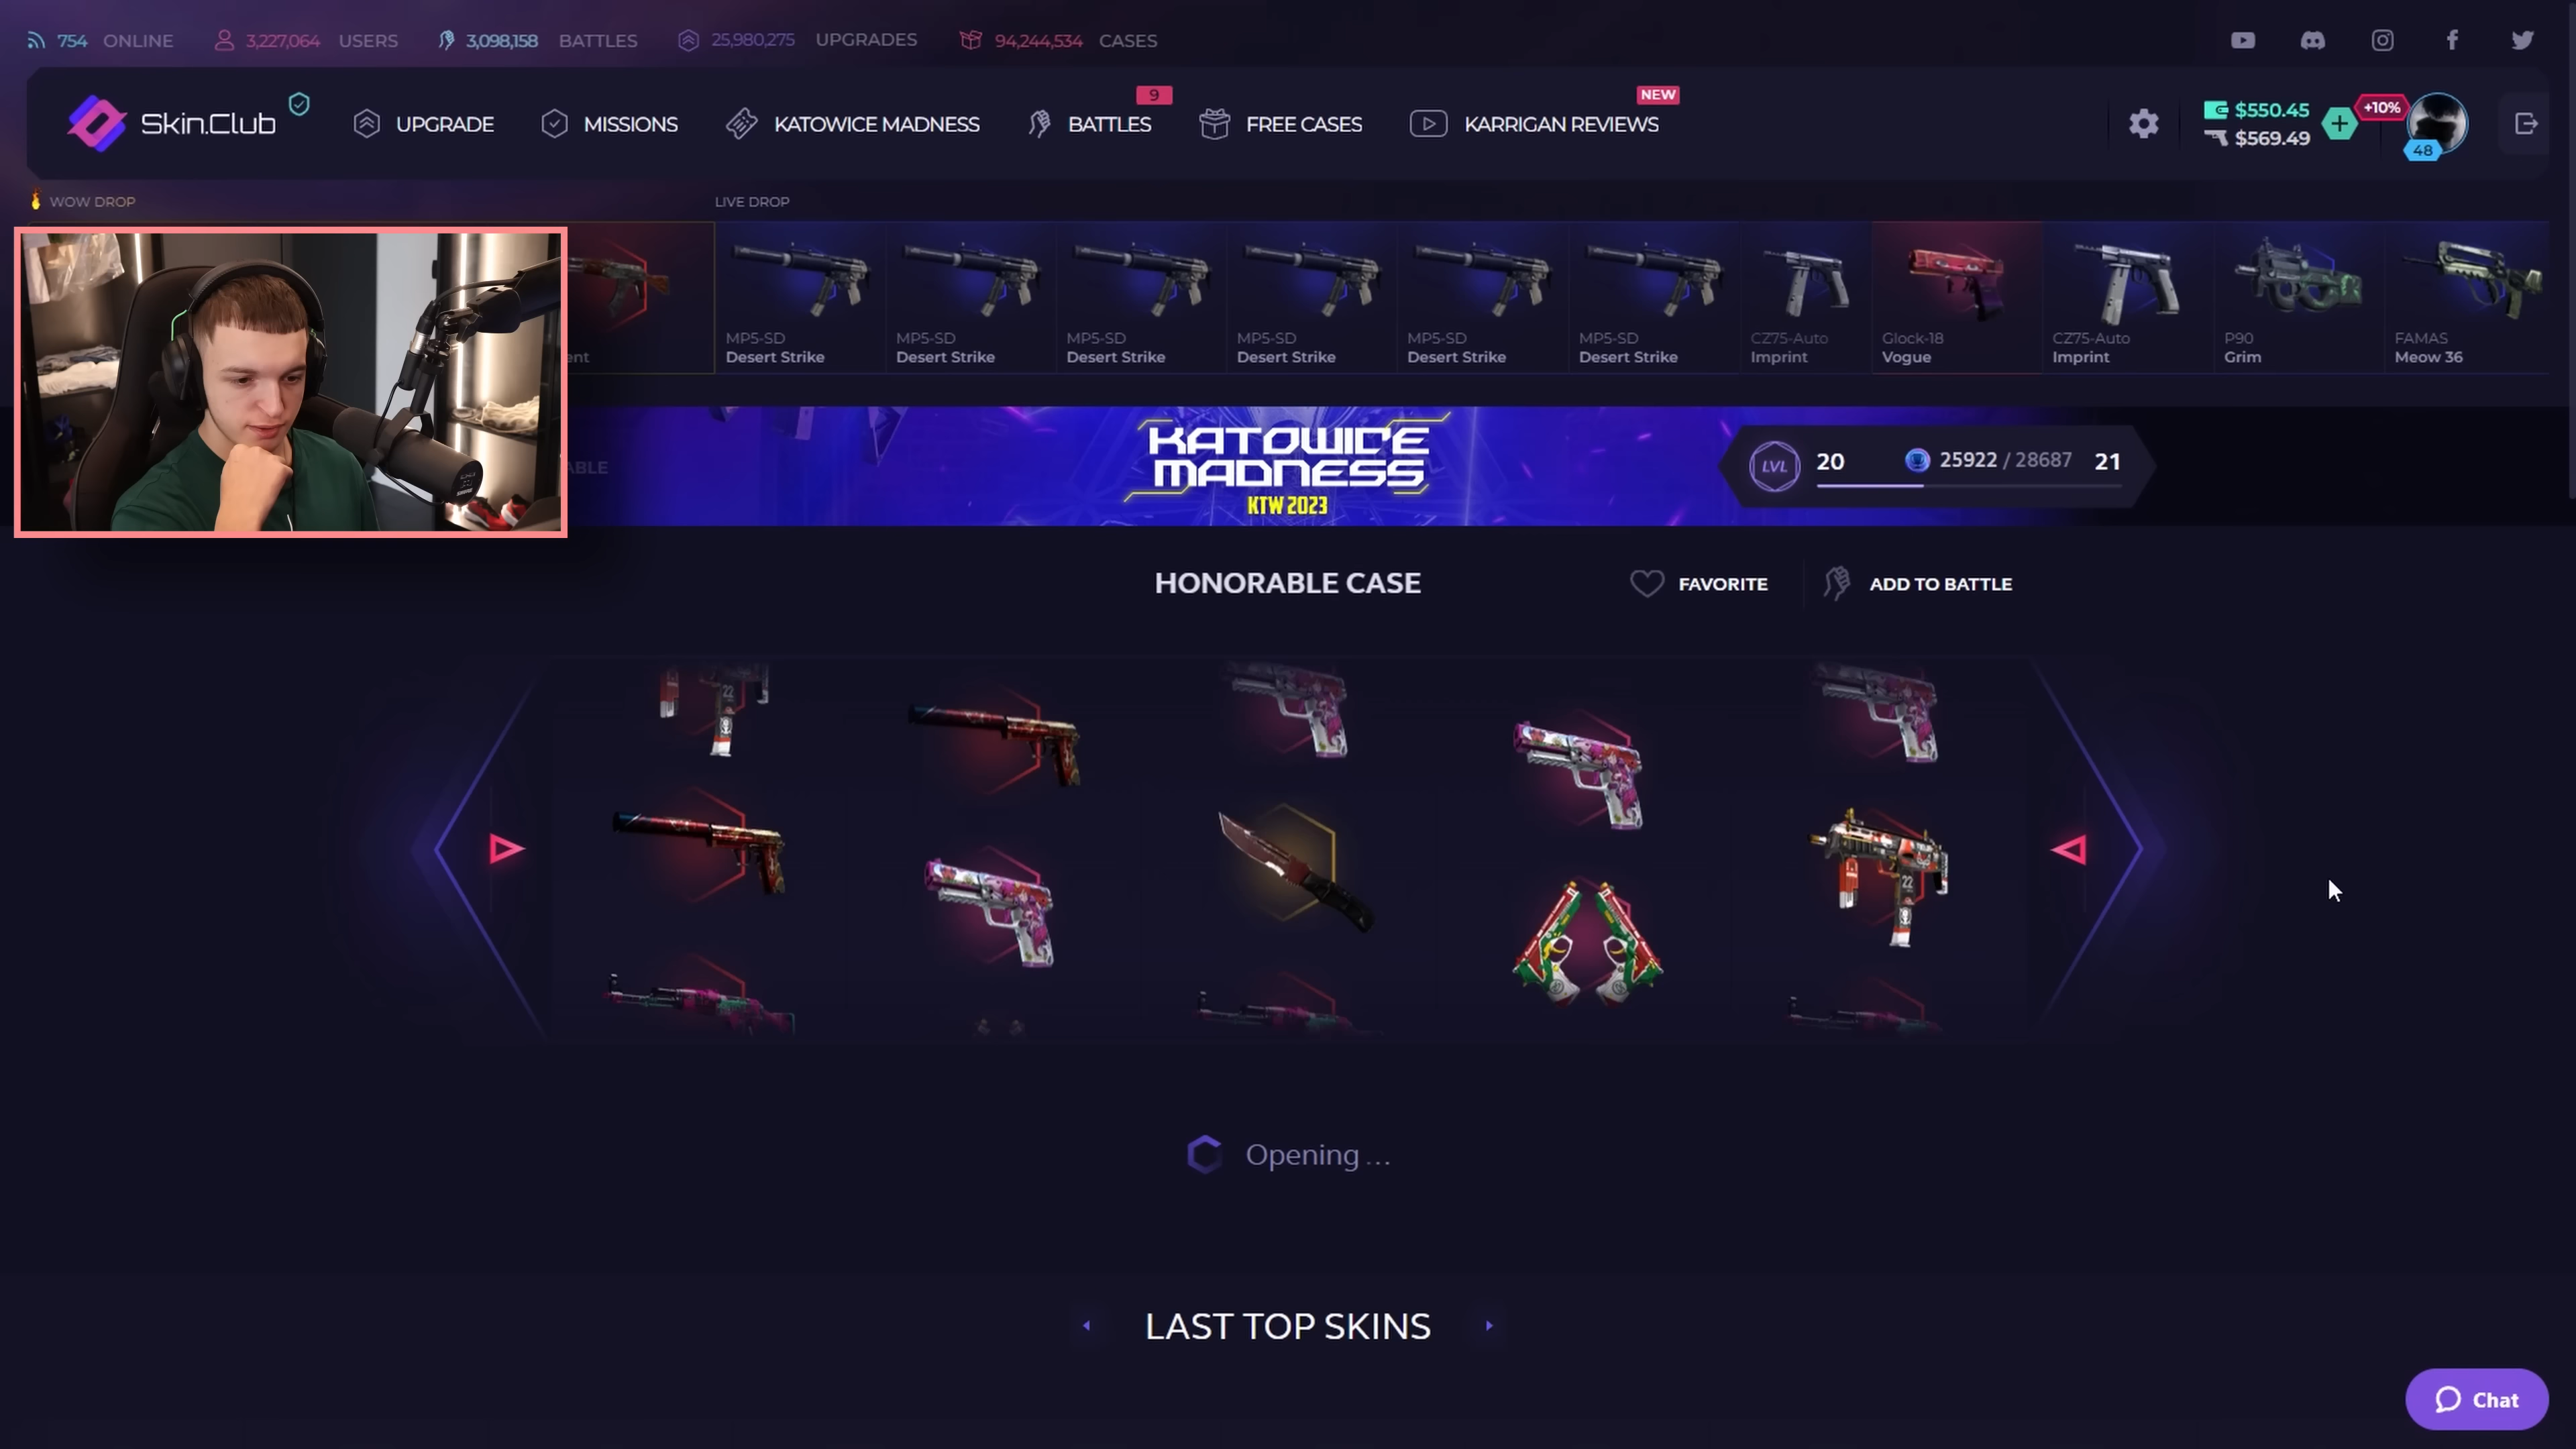 754 ONLINE 3,227,064 USERS 3,098,158 BATTLES 25,980,275 UPGRADES 94,244,534 CASES
Skin.Club UPGRADE MISSIONS KATOWICE MADNESS 9 BATTLES FREE CASES NEW KARRIGAN REVIEWS
$550.45 +10%
$569.49 48
WOW DROP LIVE DROP
MP5-SD MP5-SD MP5-SD MP5-SD MP5-SD MP5-SD CZ75-Auto Glock-18 CZ75-Auto P90 FAMAS
ent Desert Strike Desert Strike Desert Strike Desert Strike Desert Strike Desert Strike Imprint Vogue Imprint Grim Meow 36
KATOWICE
MADNESS
KTW 2023
ABLE
LVL 20 25922 / 28687 21
HONORABLE CASE FAVORITE ADD TO BATTLE
22
22
Opening ...
LAST TOP SKINS
Chat